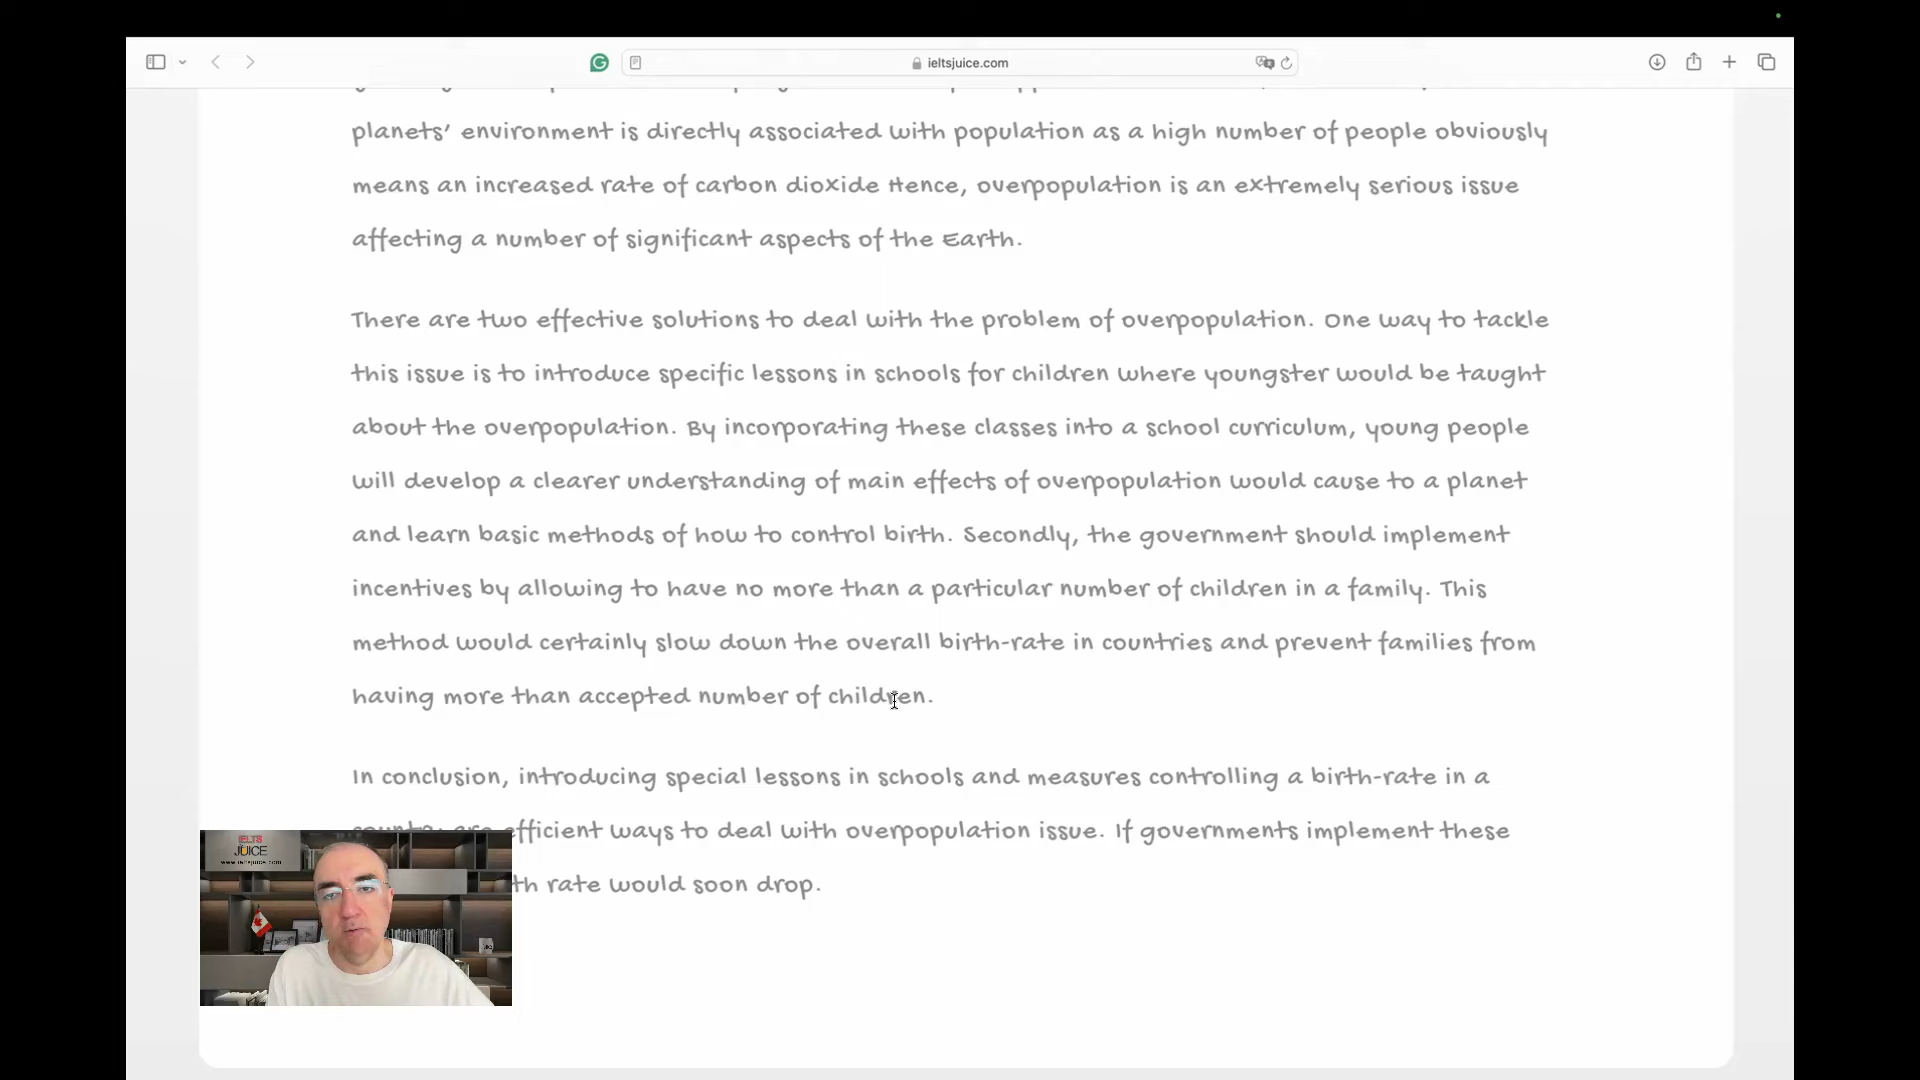 ieltsjuice.com
planets' environment is directly associated with population as a high number of people obviously
means an increased rate of carbon dioxide Hence, overpopulation is an extremely serious issue
affecting a number of significant aspects of the Earth.
There are two effective solutions to deal with the problem of overpopulation. One way to tackle
this issue is to introduce specific lessons in schools for children where youngster would be taught
about the overpopulation. By incorporating these classes into a school curriculum, young people
will develop a clearer understanding of main effects of overpopulation would cause to a planet
and learn basic methods of how to control birth. Secondly, the government should implement
incentives by allowing to have no more than a particular number of children in a family. This
method would certainly slow down the overall birth-rate in countries and prevent families from
having more than accepted number of children.
In conclusion, introducing special lessons in schools and measures controlling a birth-rate in a
efficient ways to deal with overpopulation issue. If governments implement these
rate would soon drop.
IELTS
JUICE
www.ieltsjuice.com